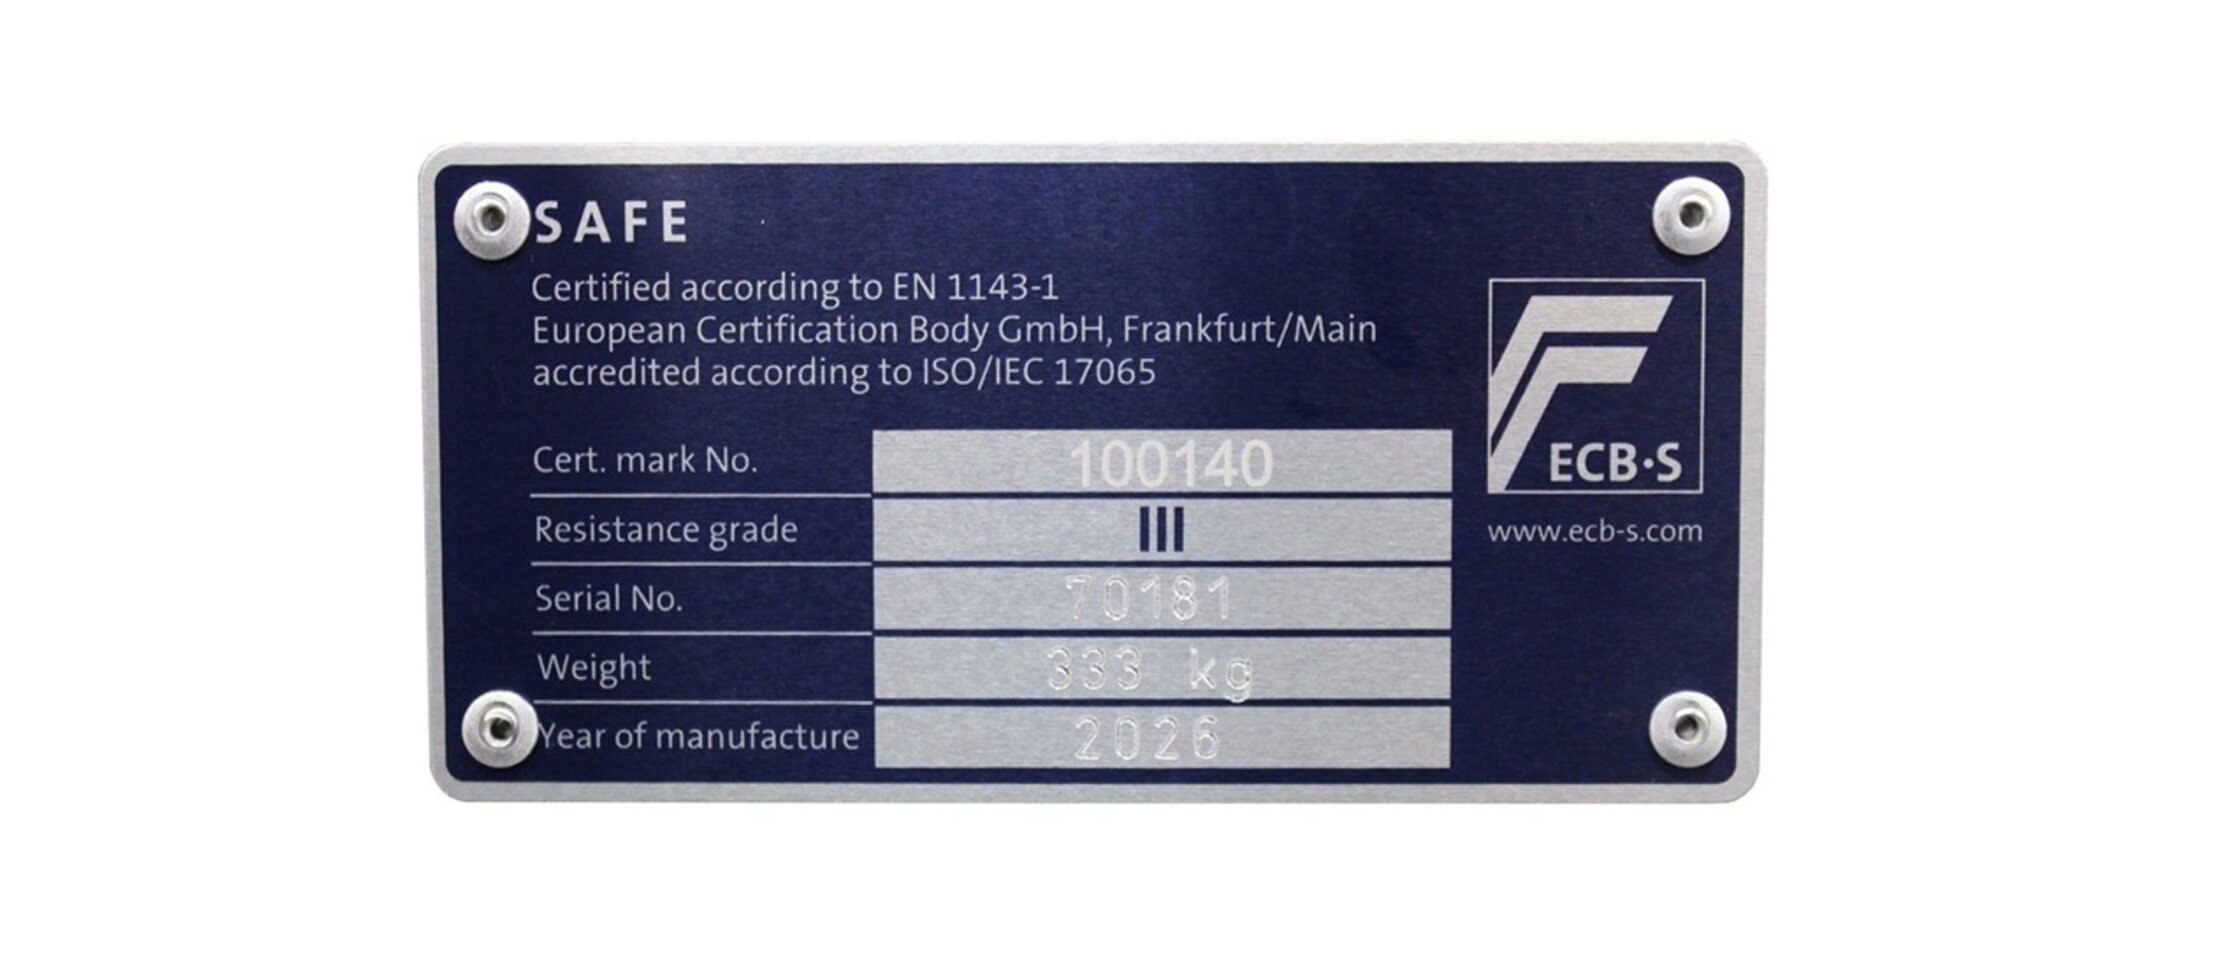 SAFE
Certified according to EN 1143-1
European Certification Body GmbH, Frankfurt/Main
accredited according to ISO/IEC 17065
Cert. mark No. 100140
Resistance grade III
Serial No. 70181
Weight 333 kg
Year of manufacture 2026
ECB·S
www.ecb-s.com